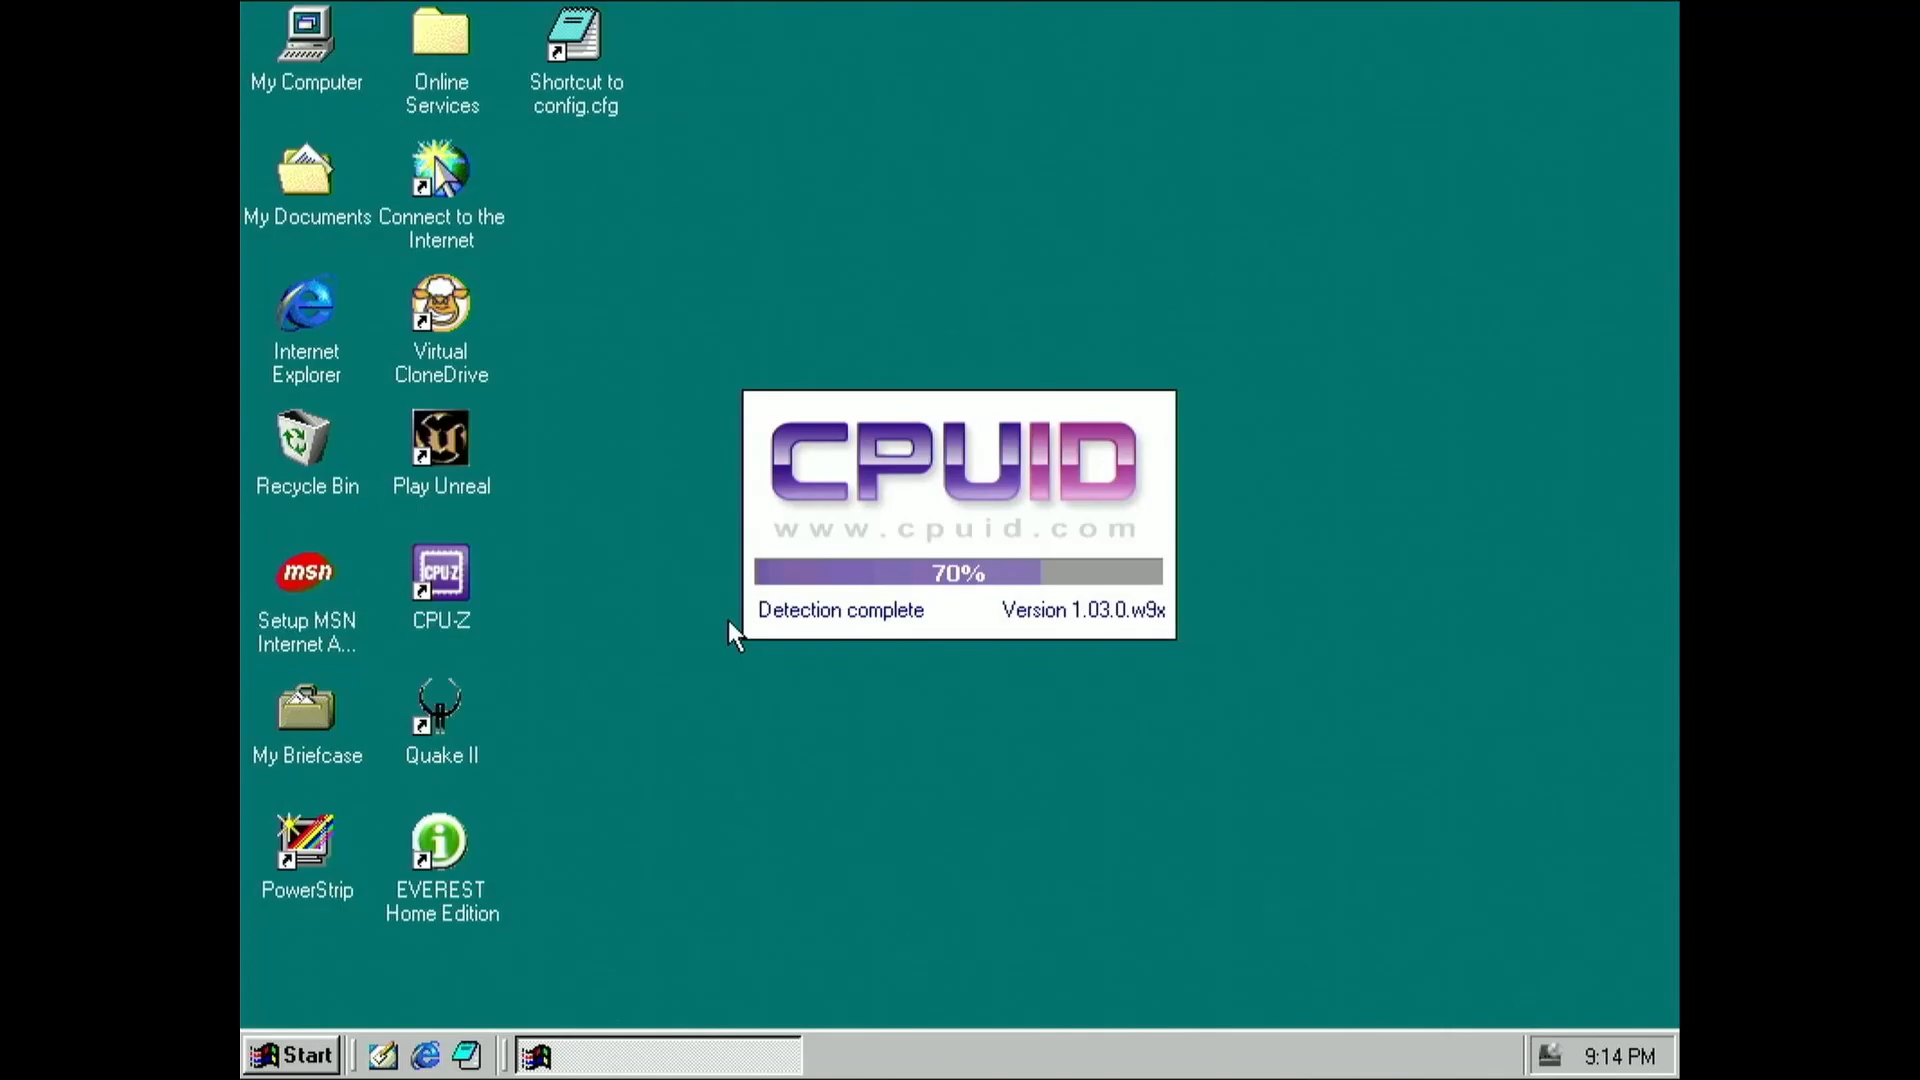 My Computer
Online
Services
Shortcut to
config.cfg
My Documents
Connect to the
Internet
Internet
Explorer
Virtual
CloneDrive
Recycle Bin
Play Unreal
msn
Setup MSN
Internet A...
CPU-Z
CPU-Z
My Briefcase
Quake II
PowerStrip
EVEREST
Home Edition
CPUID
www.cpuid.com
70%
Detection complete
Version 1.03.0.w9x
Start
9:14 PM